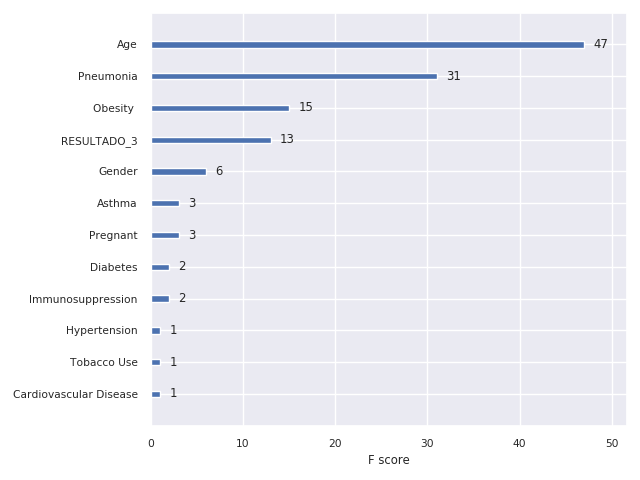 Age 47
Pneumonia 31
Obesity 15
RESULTADO_3 13
Gender 6
Asthma 3
Pregnant 3
Diabetes 2
Immunosuppression 2
Hypertension 1
Tobacco Use 1
Cardiovascular Disease 1
0 10 20 30 40 50
F score